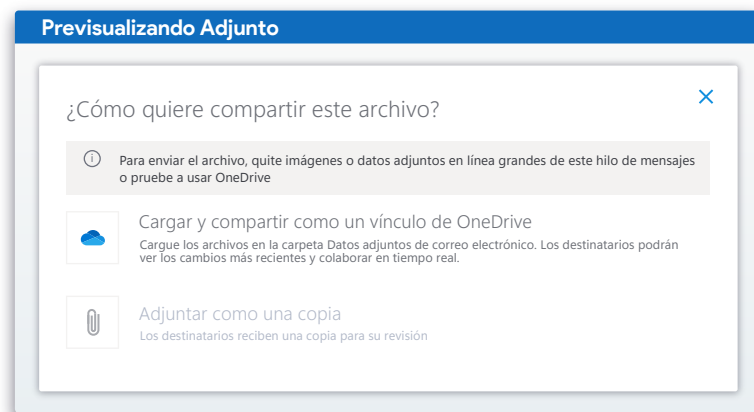 Previsualizando Adjunto
¿Cómo quiere compartir este archivo?
Para enviar el archivo, quite imágenes o datos adjuntos en línea grandes de este hilo de mensajes
o pruebe a usar OneDrive
Cargar y compartir como un vínculo de OneDrive
Cargue los archivos en la carpeta Datos adjuntos de correo electrónico. Los destinatarios podrán
ver los cambios más recientes y colaborar en tiempo real.
Adjuntar como una copia
Los destinatarios reciben una copia para su revisión